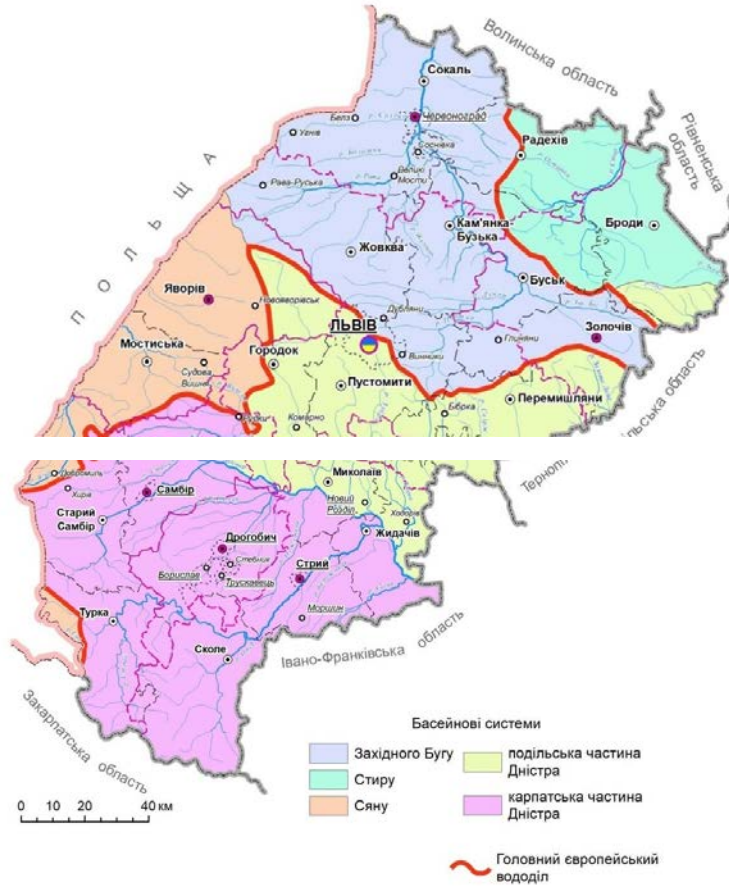 Волинська область
Рівненська
область
Сокаль
Червоноград
Белз
Угнів
Соснівка
Радехів
ПОЛЬЩА
Рава-Руська
Великі
Мости
Броди
Кам'янка-
Бузька
Жовква
Буськ
Яворів
Новояворівськ
Дубляни
ЛЬВІВ
Золочів
Глиняни
Мостиська
Винники
Судова
Вишня
Городок
Пустомити
Перемишляни
Бібрка
Рудки
Комарно
Добромиль
Хирів
Самбір
Миколаїв
Новий
Розділ
Ходорів
Старий
Самбір
Дрогобич
Стебник
Жидачів
Борислав
Трускавець
Стрий
Моршин
Турка
Сколе
Івано-Франківська область
Закарпатська область
Басейнові системи
Західного Бугу
Стиру
Сяну
подільська частина
Дністра
карпатська частина
Дністра
0 10 20 40 км
Головний європейський
вододіл